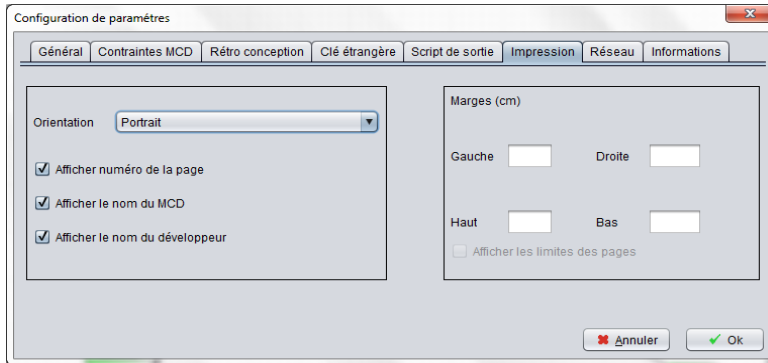 Configuration de paramètres
Général Contraintes MCD Rétro conception Clé étrangère Script de sortie Impression Réseau Informations
Orientation Portrait
Afficher numéro de la page
Afficher le nom du MCD
Afficher le nom du développeur
Marges (cm)
Gauche Droite
Haut Bas
Afficher les limites des pages
Annuler Ok